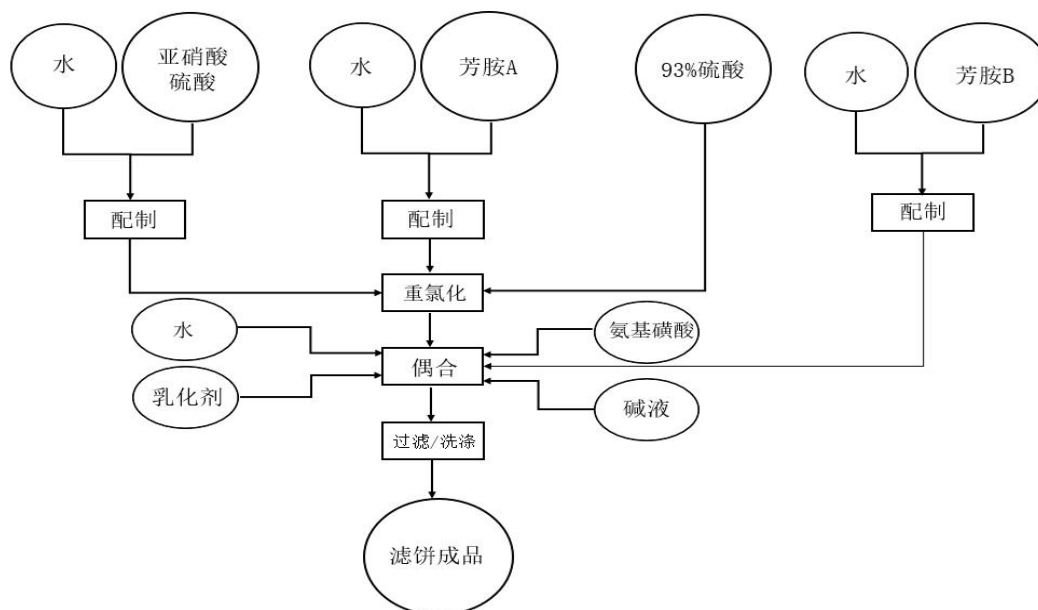 水
亚硝酸
硫酸
水
芳胺A
93%硫酸
水
芳胺B
配制
配制
配制
重氯化
水
氨基磺酸
偶合
乳化剂
碱液
过滤/洗涤
滤饼成品